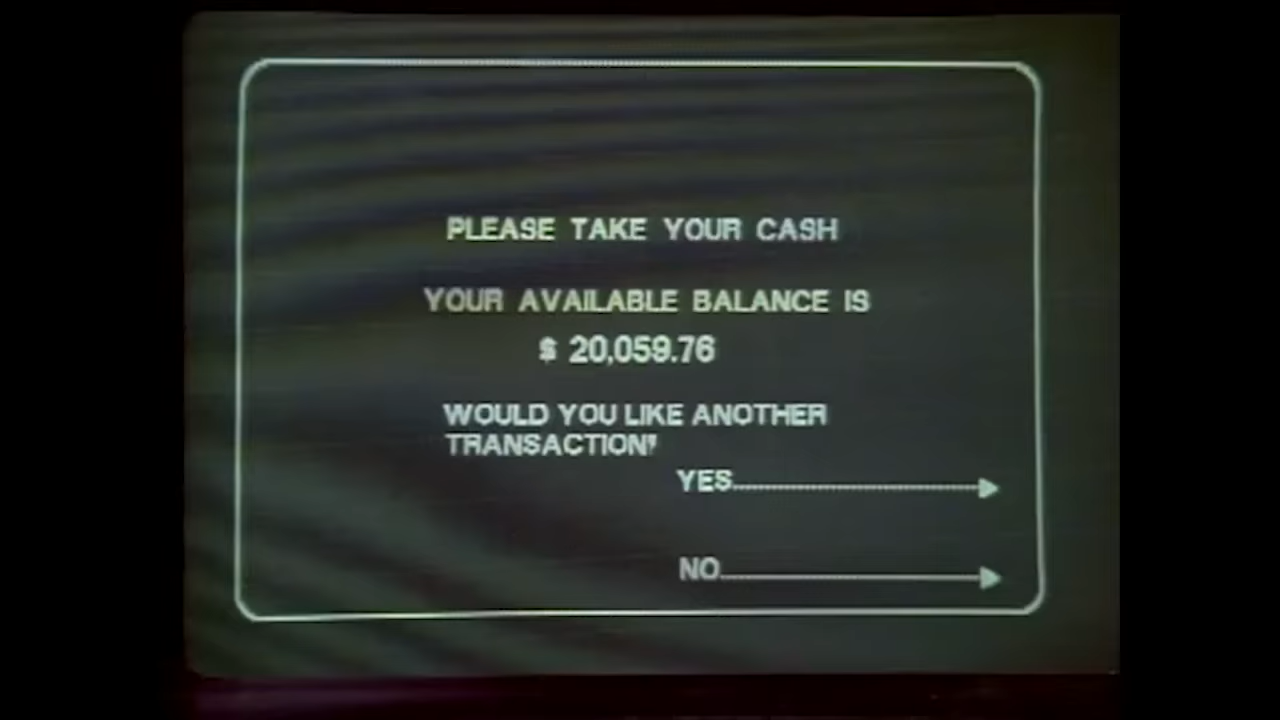 PLEASE TAKE YOUR CASH
YOUR AVAILABLE BALANCE IS
$ 20,059.76
WOULD YOU LIKE ANOTHER
TRANSACTION?
YES
NO